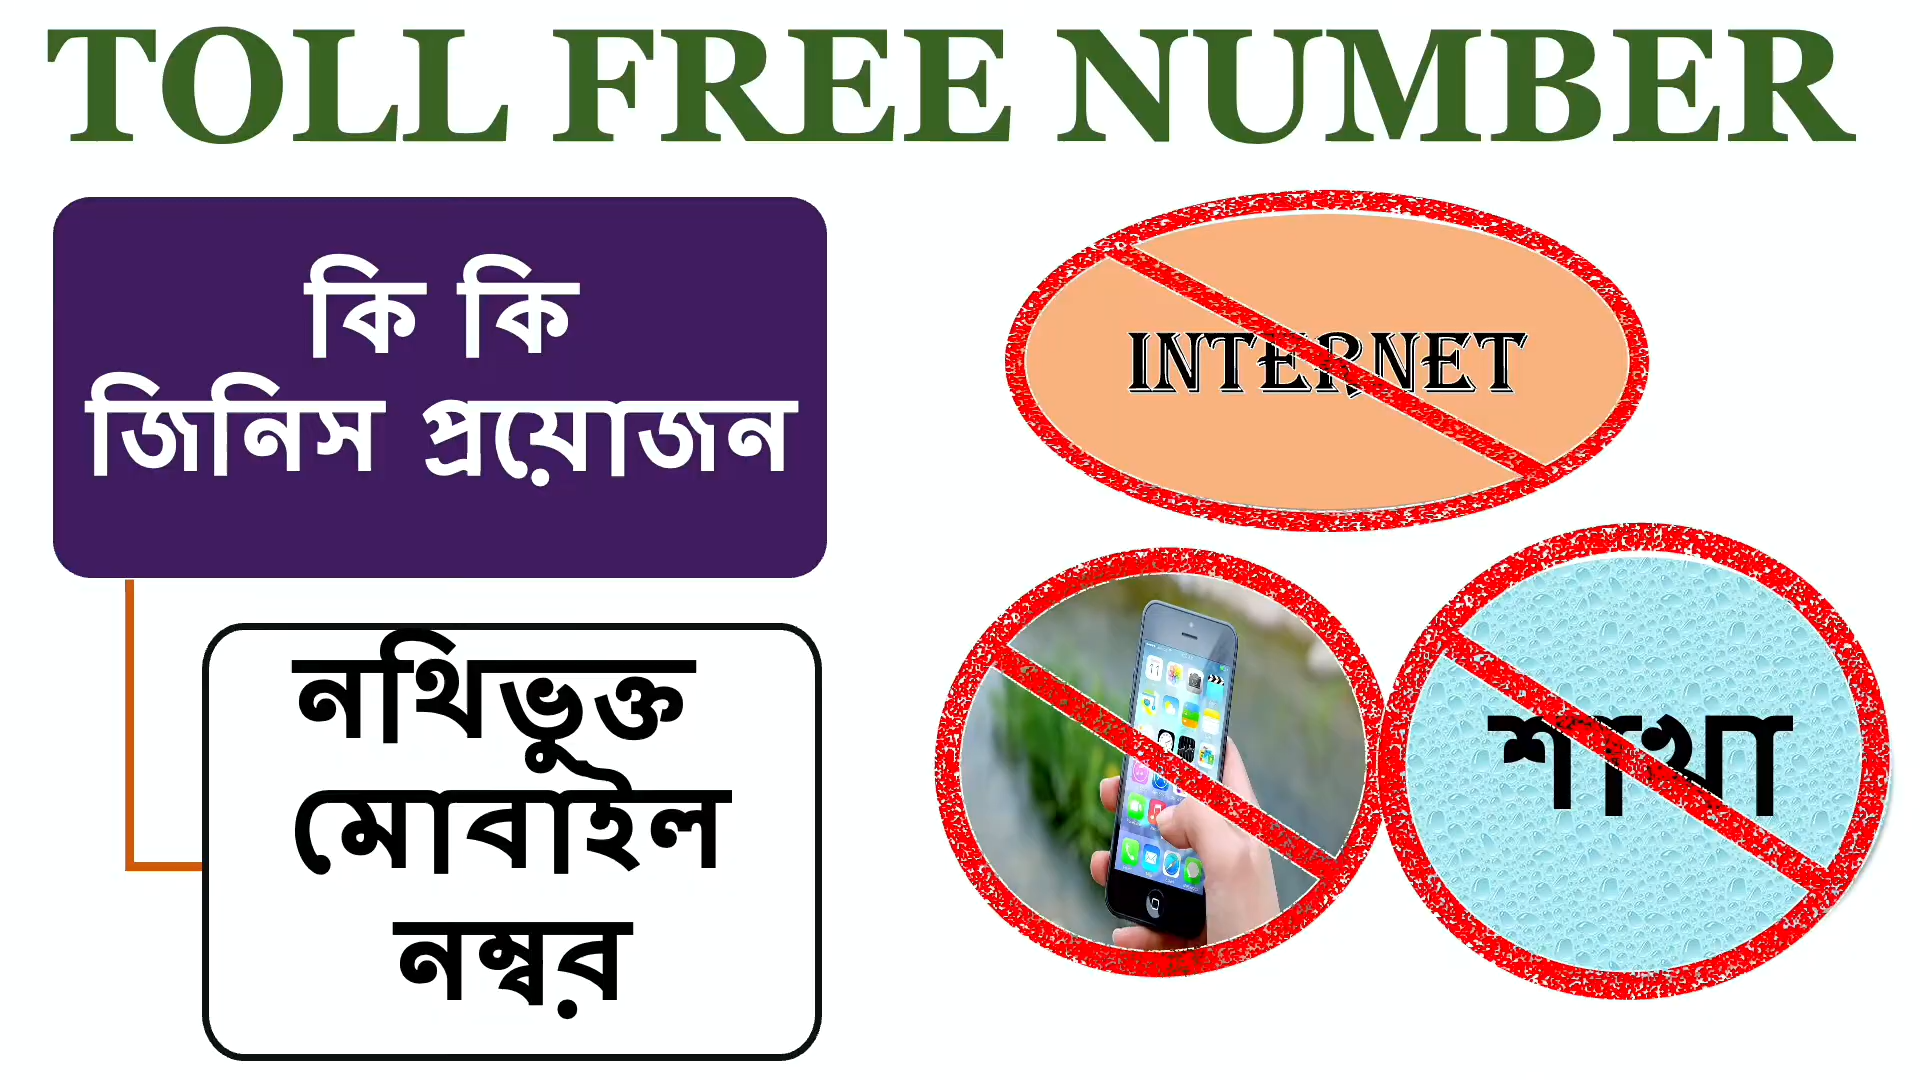 TOLL FREE NUMBER
কি কি
জিনিস প্রয়োজন
নথিভুক্ত
মোবাইল
নম্বর
INTERNET
শাখা